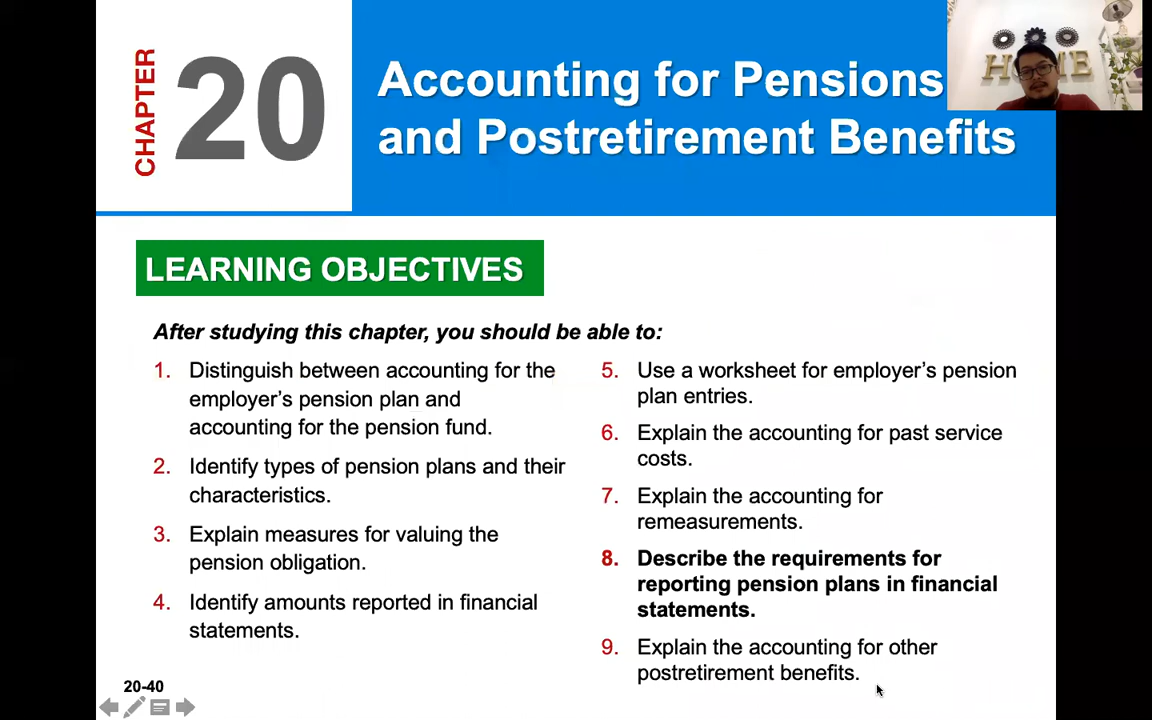 CHAPTER
20
Accounting for Pensions
and Postretirement Benefits
HOME
LEARNING OBJECTIVES
After studying this chapter, you should be able to:
1. Distinguish between accounting for the
employer’s pension plan and
accounting for the pension fund.
2. Identify types of pension plans and their
characteristics.
3. Explain measures for valuing the
pension obligation.
4. Identify amounts reported in financial
statements.
5. Use a worksheet for employer’s pension
plan entries.
6. Explain the accounting for past service
costs.
7. Explain the accounting for
remeasurements.
8. Describe the requirements for
reporting pension plans in financial
statements.
9. Explain the accounting for other
postretirement benefits.
20-40